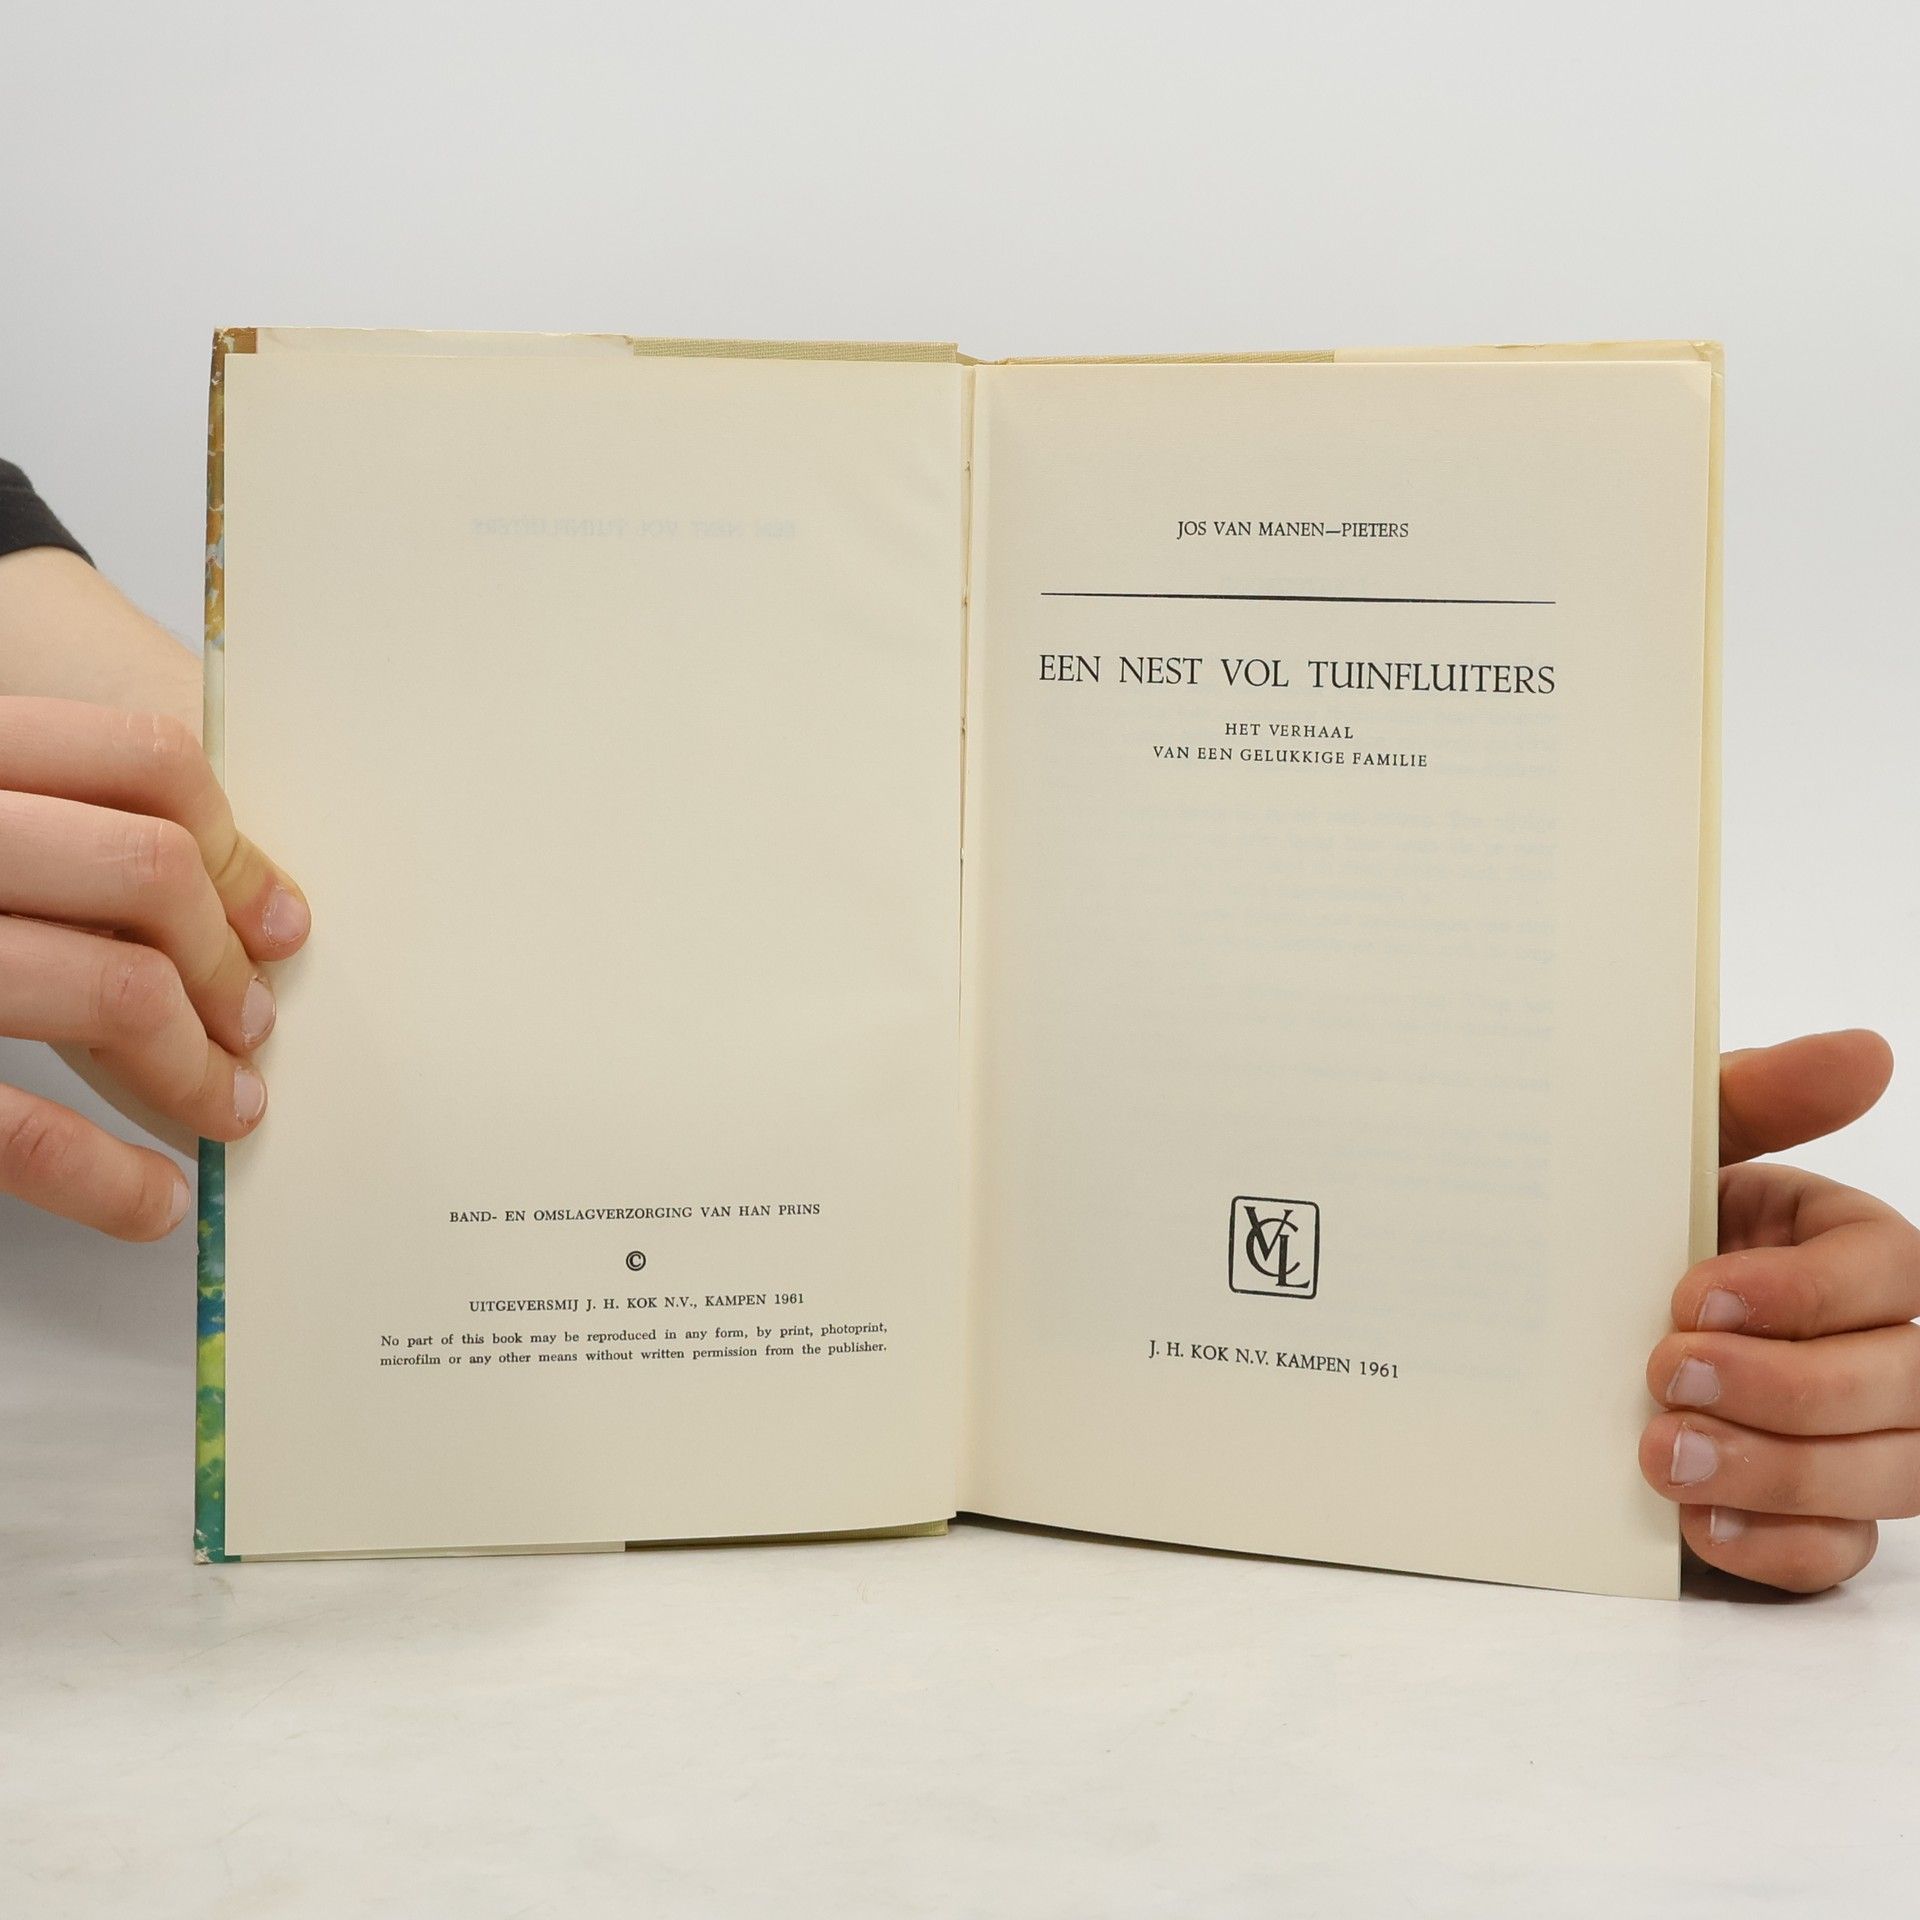 BAND- EN OMSLAGVERZORGING VAN HAN PRINS
©
UITGEVERSMIJ J. H. KOK N.V., KAMPEN 1961
No part of this book may be reproduced in any form, by print, photoprint,
microfilm or any other means without written permission from the publisher.
JOS VAN MANEN—PIETERS
EEN NEST VOL TUINFLUITERS
HET VERHAAL
VAN EEN GELUKKIGE FAMILIE
VCL
J. H. KOK N.V. KAMPEN 1961